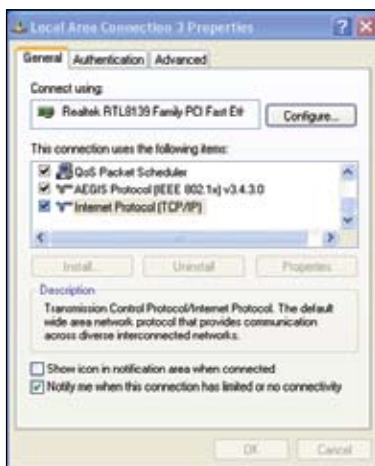 Local Area Connection 3 Properties
General Authentication Advanced
Connect using:
Realtek RTL8139 Family PCI Fast Eth
Configure...
This connection uses the following items:
QoS Packet Scheduler
AEGIS Protocol (IEEE 802.1x) v3.4.3.0
Internet Protocol (TCP/IP)
Install... Uninstall Properties
Description
Transmission Control Protocol/Internet Protocol. The default
wide area network protocol that provides communication
across diverse interconnected networks.
Show icon in notification area when connected
Notify me when this connection has limited or no connectivity
OK Cancel